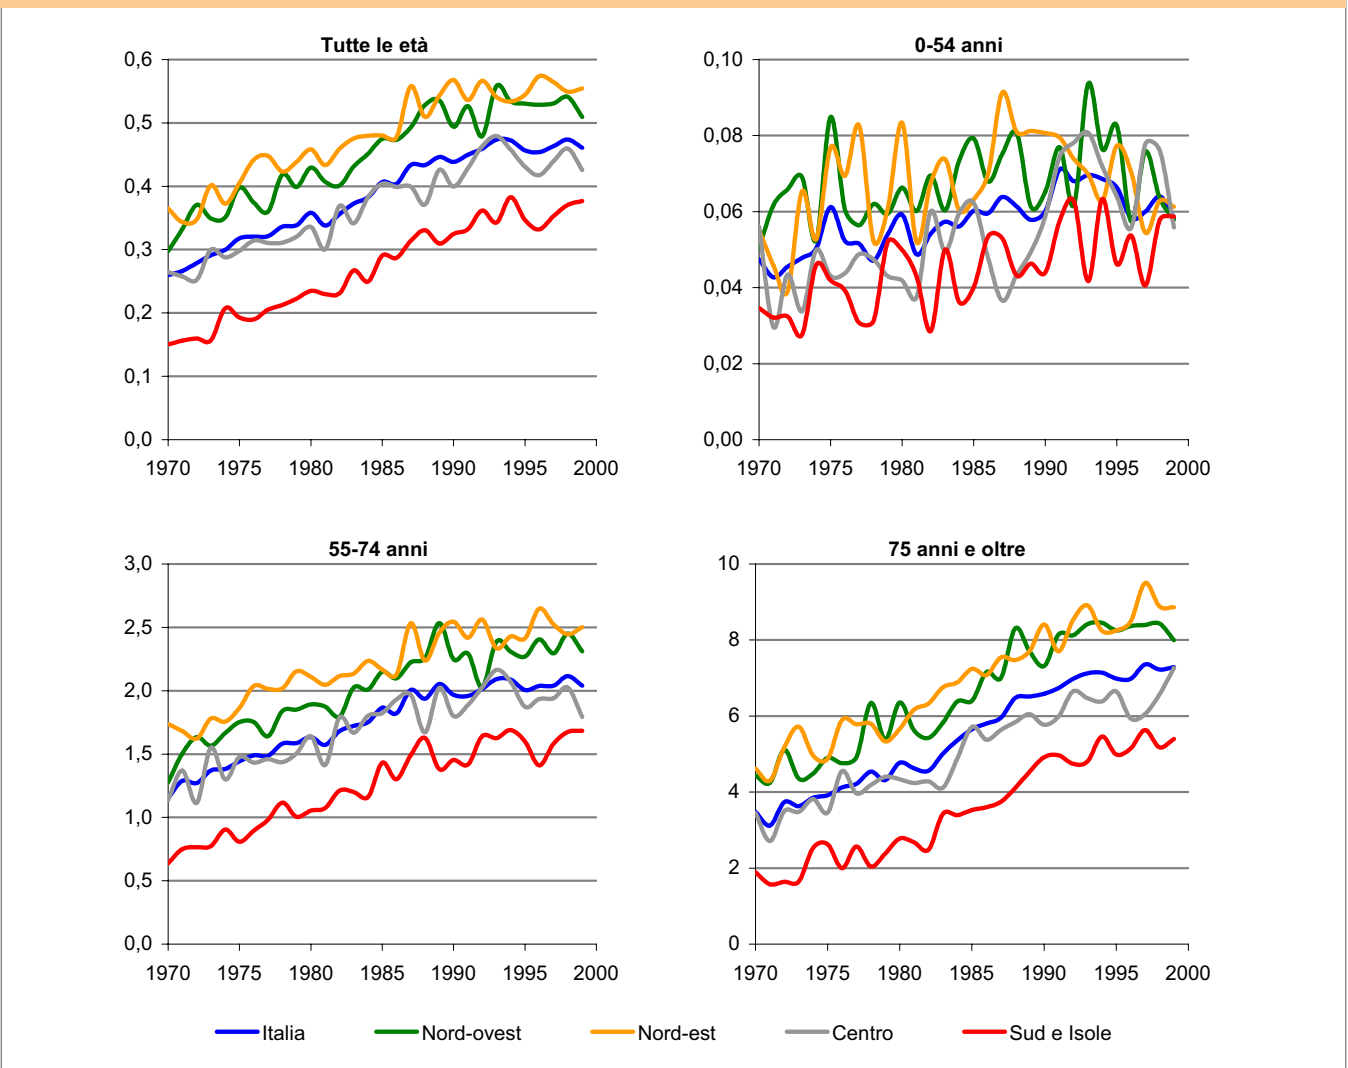 Tutte le età
0,6
0,5
0,4
0,3
0,2
0,1
0,0
1970 1975 1980 1985 1990 1995 2000
0-54 anni
0,10
0,08
0,06
0,04
0,02
0,00
1970 1975 1980 1985 1990 1995 2000
55-74 anni
3,0
2,5
2,0
1,5
1,0
0,5
0,0
1970 1975 1980 1985 1990 1995 2000
75 anni e oltre
10
8
6
4
2
0
1970 1975 1980 1985 1990 1995 2000
Italia Nord-ovest Nord-est Centro Sud e Isole